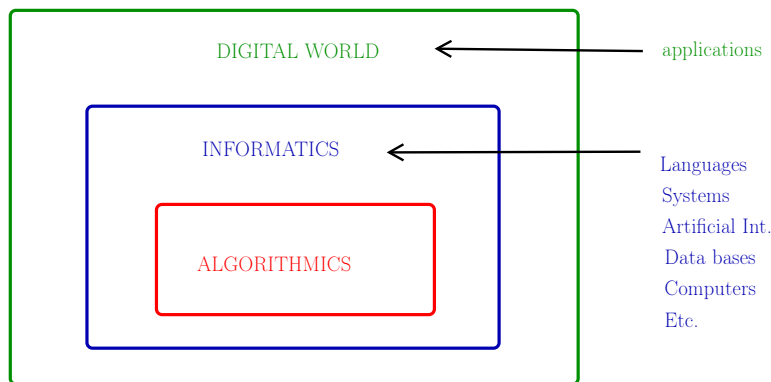 DIGITAL WORLD
applications
INFORMATICS
Languages
Systems
Artificial Int.
Data bases
Computers
Etc.
ALGORITHMICS